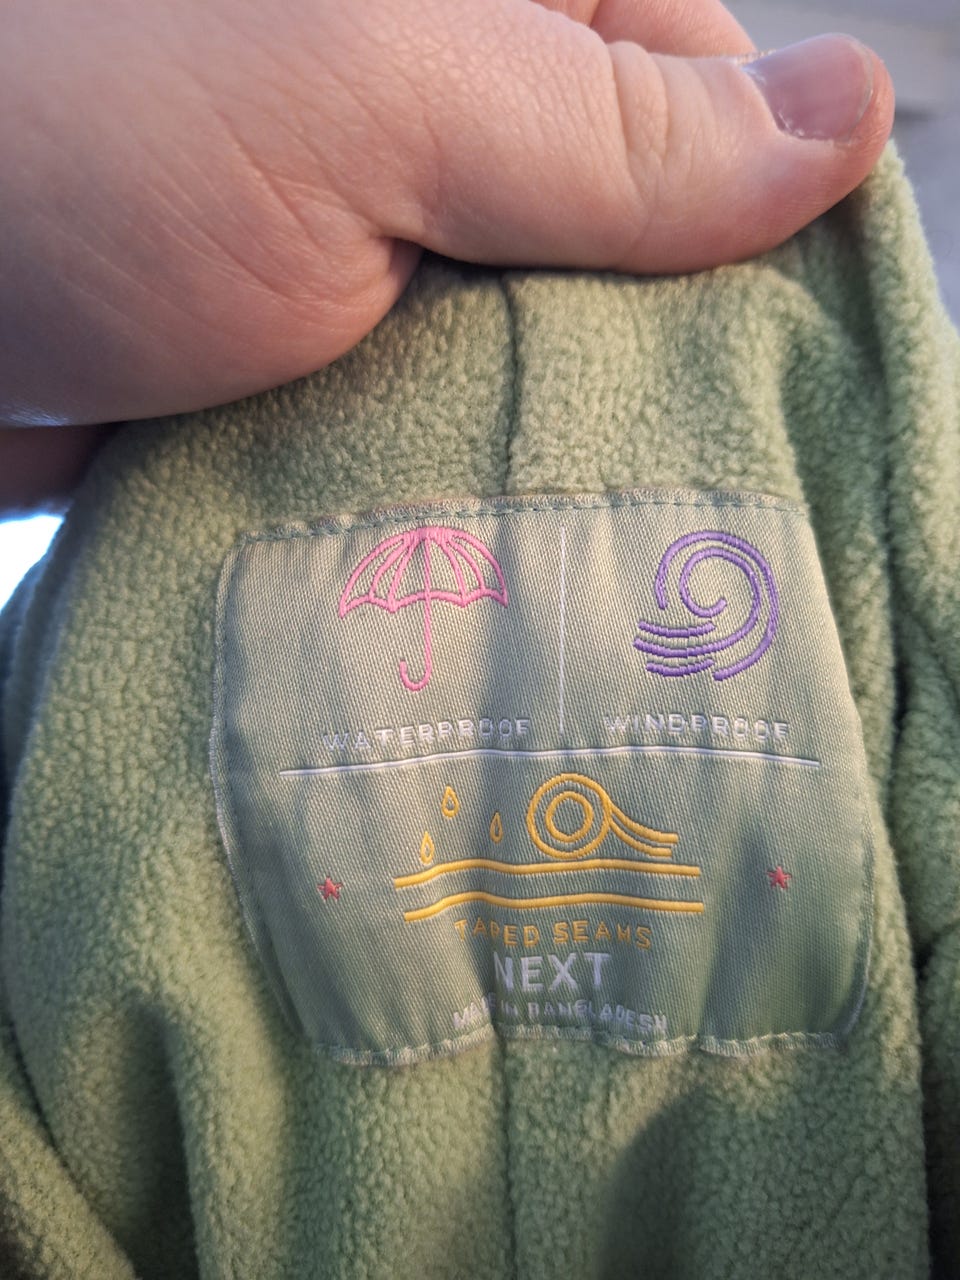 WATERPROOF WINDPROOF
TAPED SEAMS
NEXT
MADE IN BANGLADESH